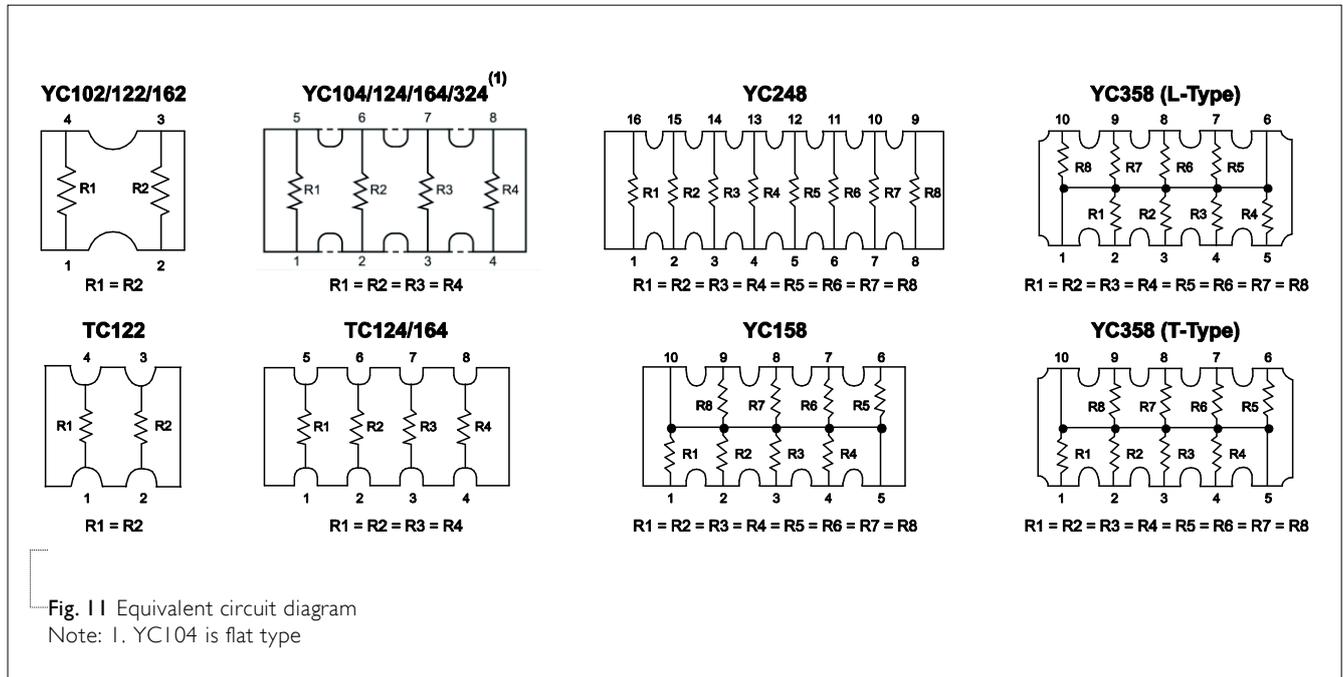 YC102/122/162
4 3
R1 R2
1 2
R1 = R2
YC104/124/164/324(1)
5 6 7 8
R1 R2 R3 R4
1 2 3 4
R1 = R2 = R3 = R4
YC248
16 15 14 13 12 11 10 9
R1 R2 R3 R4 R5 R6 R7 R8
1 2 3 4 5 6 7 8
R1 = R2 = R3 = R4 = R5 = R6 = R7 = R8
YC358 (L-Type)
10 9 8 7 6
R8 R7 R6 R5
R1 R2 R3 R4
1 2 3 4 5
R1 = R2 = R3 = R4 = R5 = R6 = R7 = R8
TC122
4 3
R1 R2
1 2
R1 = R2
TC124/164
5 6 7 8
R1 R2 R3 R4
1 2 3 4
R1 = R2 = R3 = R4
YC158
10 9 8 7 6
R8 R7 R6 R5
R1 R2 R3 R4
1 2 3 4 5
R1 = R2 = R3 = R4 = R5 = R6 = R7 = R8
YC358 (T-Type)
10 9 8 7 6
R8 R7 R6 R5
R1 R2 R3 R4
1 2 3 4 5
R1 = R2 = R3 = R4 = R5 = R6 = R7 = R8
Fig. 11 Equivalent circuit diagram
Note: 1. YC104 is flat type